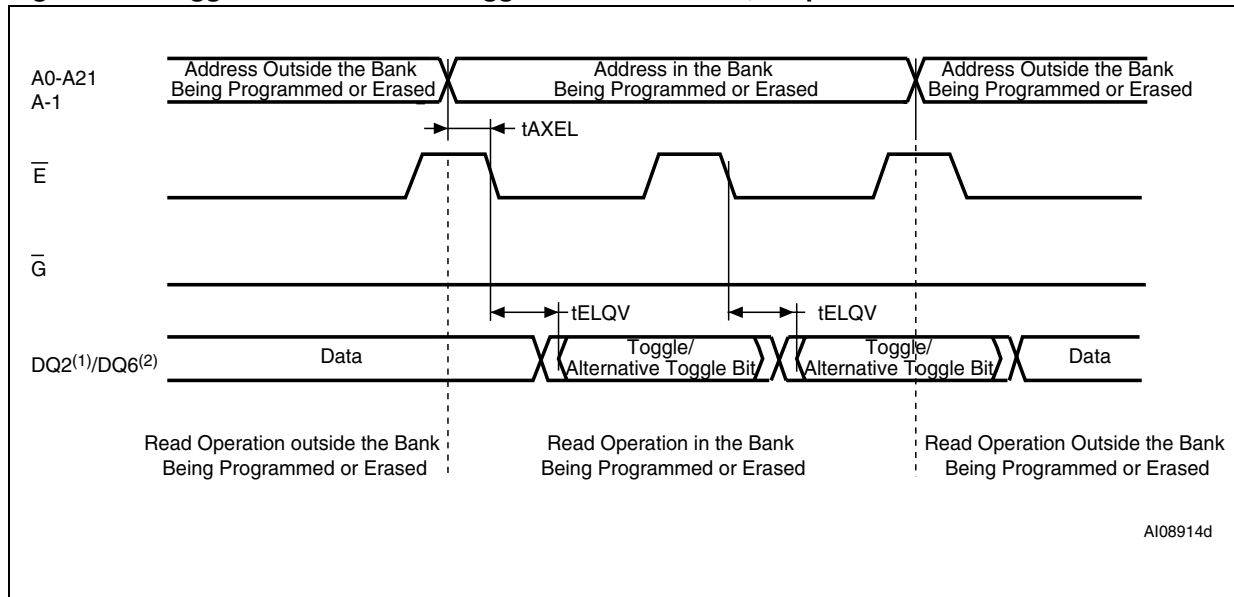 A0-A21
A-1
Address Outside the Bank
Being Programmed or Erased
Address in the Bank
Being Programmed or Erased
Address Outside the Bank
Being Programmed or Erased
tAXEL
E
G
tELQV
tELQV
DQ2(1)/DQ6(2)
Data
Toggle/
Alternative Toggle Bit
Toggle/
Alternative Toggle Bit
Data
Read Operation outside the Bank
Being Programmed or Erased
Read Operation in the Bank
Being Programmed or Erased
Read Operation Outside the Bank
Being Programmed or Erased
AI08914d